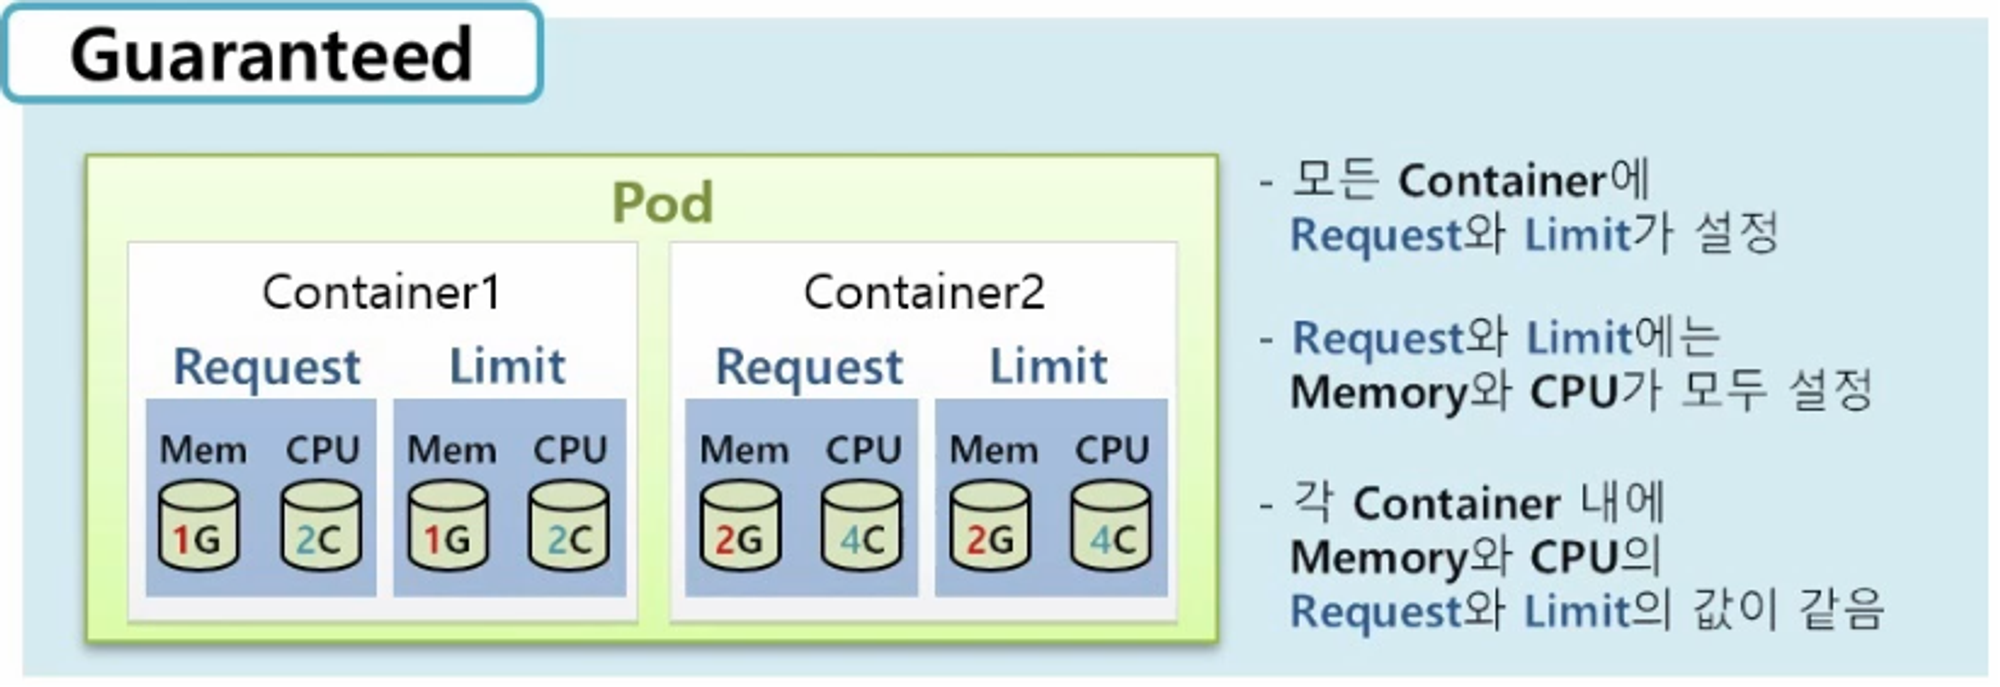 Guaranteed
Pod
Container1
Request Limit
Mem CPU Mem CPU
1G 2C 1G 2C
Container2
Request Limit
Mem CPU Mem CPU
2G 4C 2G 4C
- 모든 Container에
Request와 Limit가 설정
- Request와 Limit에는
Memory와 CPU가 모두 설정
- 각 Container 내에
Memory와 CPU의
Request와 Limit의 값이 같음